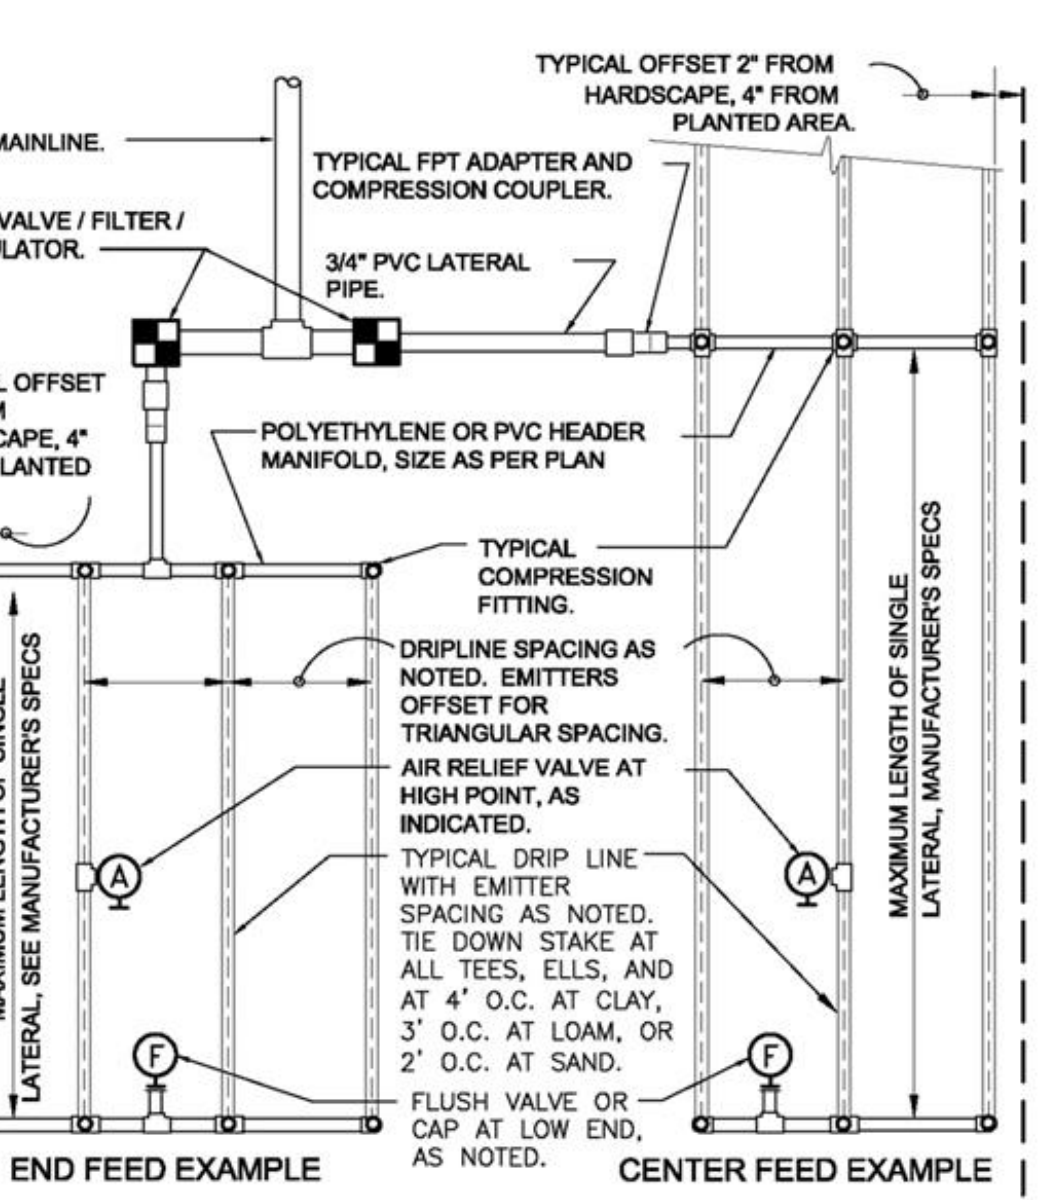 TYPICAL OFFSET 2" FROM
HARDSCAPE, 4" FROM
PLANTED AREA.
MAINLINE.
TYPICAL FPT ADAPTER AND
COMPRESSION COUPLER.
VALVE / FILTER /
ULATOR.
3/4" PVC LATERAL
PIPE.
L OFFSET
M
CAPE, 4"
LANTED
POLYETHYLENE OR PVC HEADER
MANIFOLD, SIZE AS PER PLAN
TYPICAL
COMPRESSION
FITTING.
DRIPLINE SPACING AS
NOTED. EMITTERS
OFFSET FOR
TRIANGULAR SPACING.
AIR RELIEF VALVE AT
HIGH POINT, AS
INDICATED.
A
A
TYPICAL DRIP LINE
WITH EMITTER
SPACING AS NOTED.
TIE DOWN STAKE AT
ALL TEES, ELLS, AND
AT 4' O.C. AT CLAY,
3' O.C. AT LOAM, OR
2' O.C. AT SAND.
F
F
FLUSH VALVE OR
CAP AT LOW END,
AS NOTED.
MAXIMUM LENGTH OF SINGLE
LATERAL, SEE MANUFACTURER'S SPECS
MAXIMUM LENGTH OF SINGLE
LATERAL, MANUFACTURER'S SPECS
END FEED EXAMPLE
CENTER FEED EXAMPLE